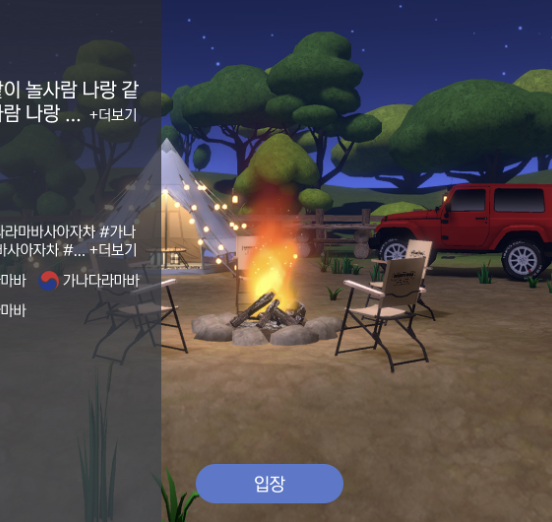 같이 놀사람 나랑 같
사람 나랑 ... +더보기
다라마바사아자차 #가나
바사아자차 #... +더보기
마바 가나다라마바
마바
입장